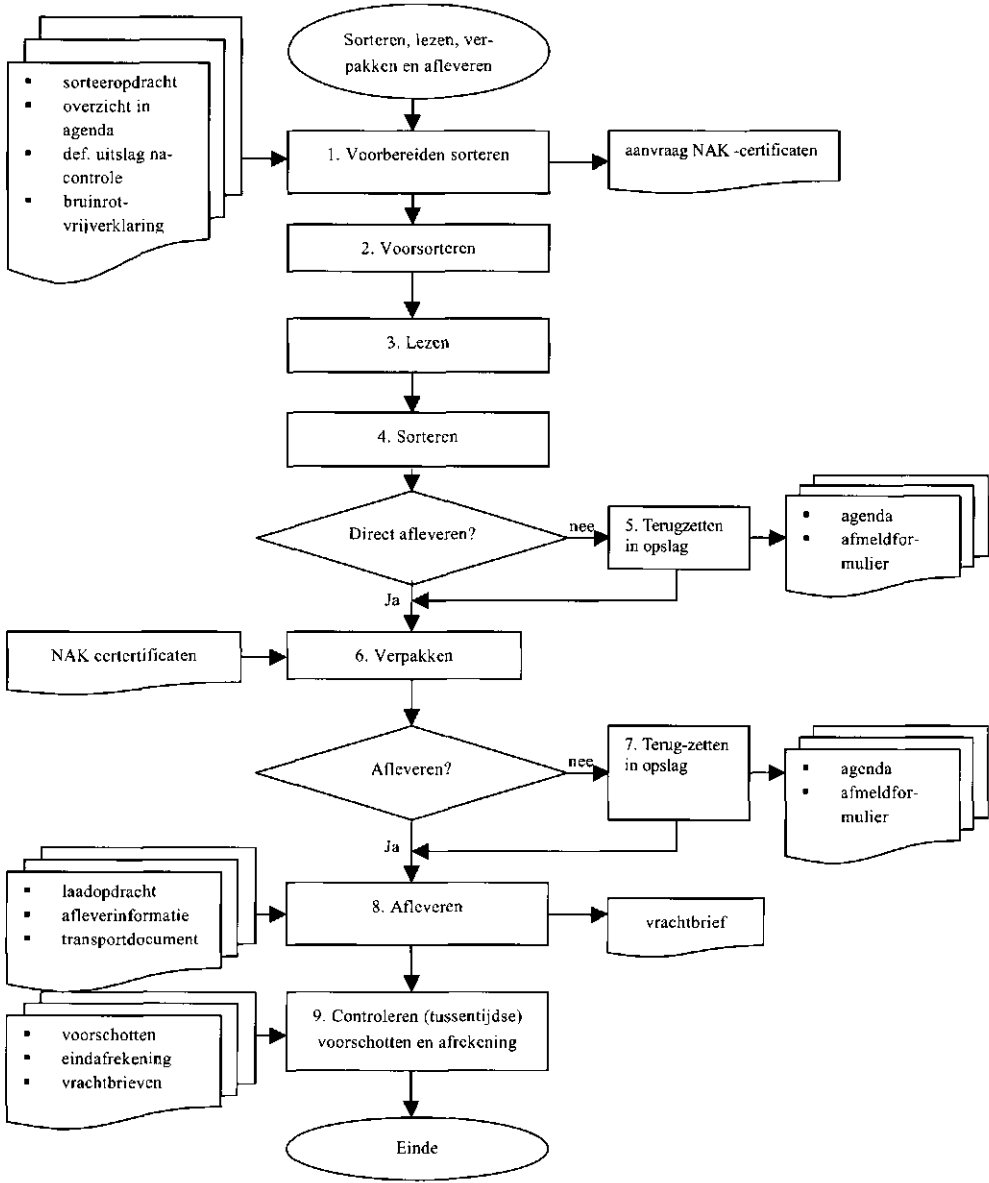 Sorteren, lezen, ver-
pakken en afleveren
▪ sorteeropdracht
▪ overzicht in
agenda
▪ def. uitslag na-
controle
▪ bruinrot-
vrijverklaring
1. Voorbereiden sorteren
aanvraag NAK -certificaten
2. Voorsorteren
3. Lezen
4. Sorteren
Direct afleveren?
nee
5. Terugzetten
in opslag
▪ agenda
▪ afmeldfor-
mulier
Ja
NAK certertificaten
6. Verpakken
Afleveren?
nee
7. Terug-zetten
in opslag
▪ agenda
▪ afmeldfor-
mulier
Ja
▪ laadopdracht
▪ afleverinformatie
▪ transportdocument
8. Afleveren
vrachtbrief
▪ voorschotten
▪ eindafrekening
▪ vrachtbrieven
9. Controleren (tussentijdse)
voorschotten en afrekening
Einde